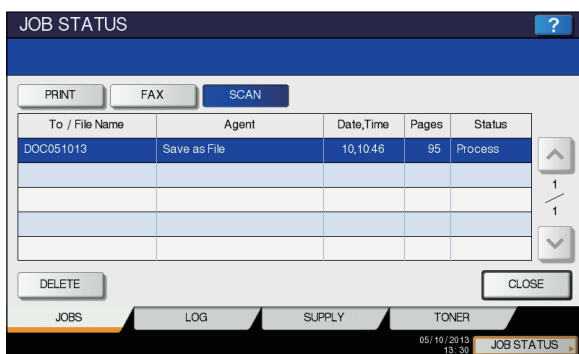 JOB STATUS ?
PRINT FAX SCAN
To / File Name Agent Date,Time Pages Status
DOC051013 Save as File 10,10:46 95 Process
1
1
DELETE CLOSE
JOBS LOG SUPPLY TONER
05/10/2013
13:30 JOB STATUS